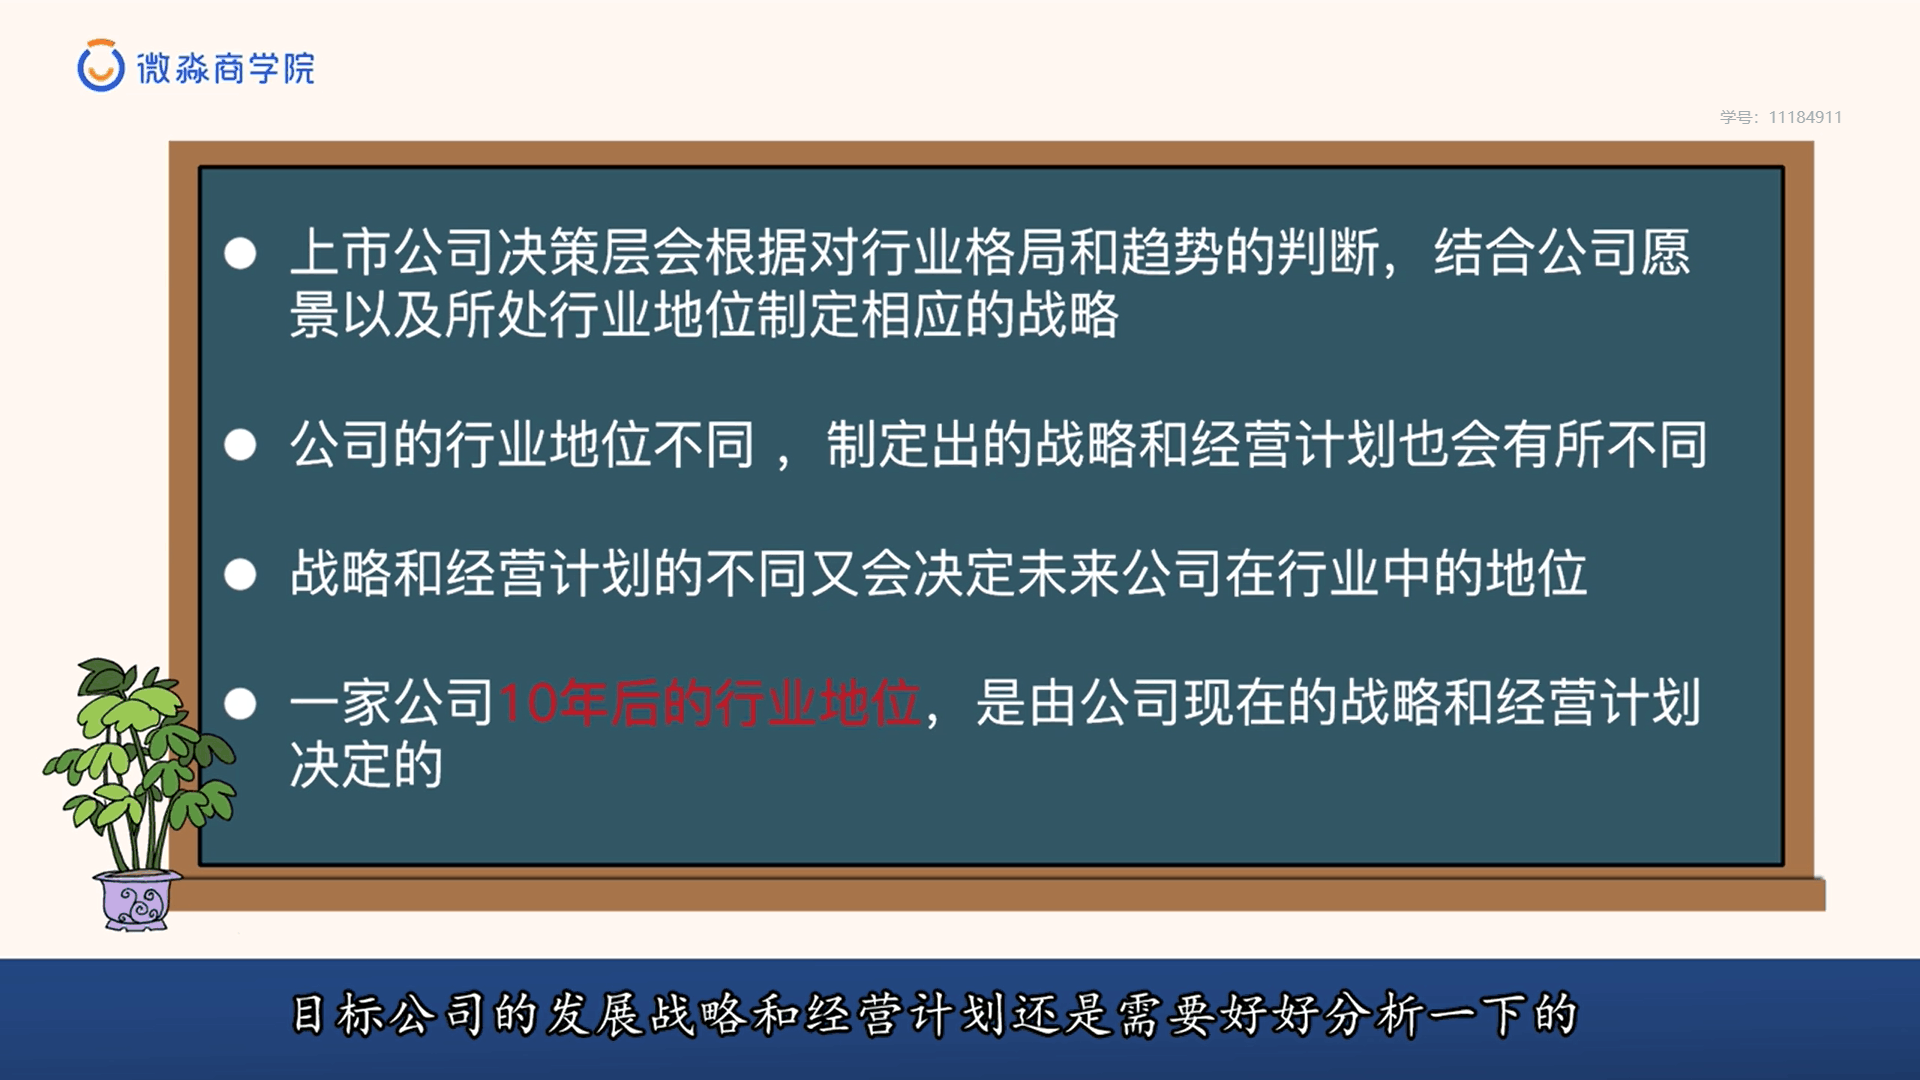 微淼商学院
学号：11184911
上市公司决策层会根据对行业格局和趋势的判断，结合公司愿
景以及所处行业地位制定相应的战略
公司的行业地位不同，制定出的战略和经营计划也会有所不同
战略和经营计划的不同又会决定未来公司在行业中的地位
一家公司10年后的行业地位，是由公司现在的战略和经营计划
决定的
目标公司的发展战略和经营计划还是需要好好分析一下的